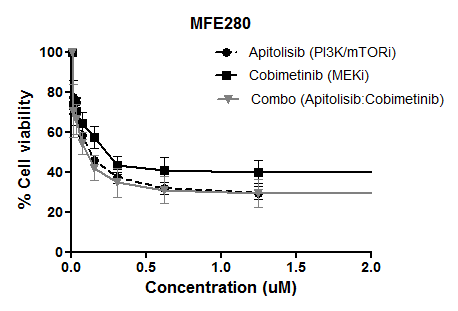 MFE280
Apitolisib (PI3K/mTORi)
Cobimetinib (MEKi)
Combo (Apitolisib:Cobimetinib)
% Cell viability
100
80
60
40
20
0
0.0 0.5 1.0 1.5 2.0
Concentration (uM)